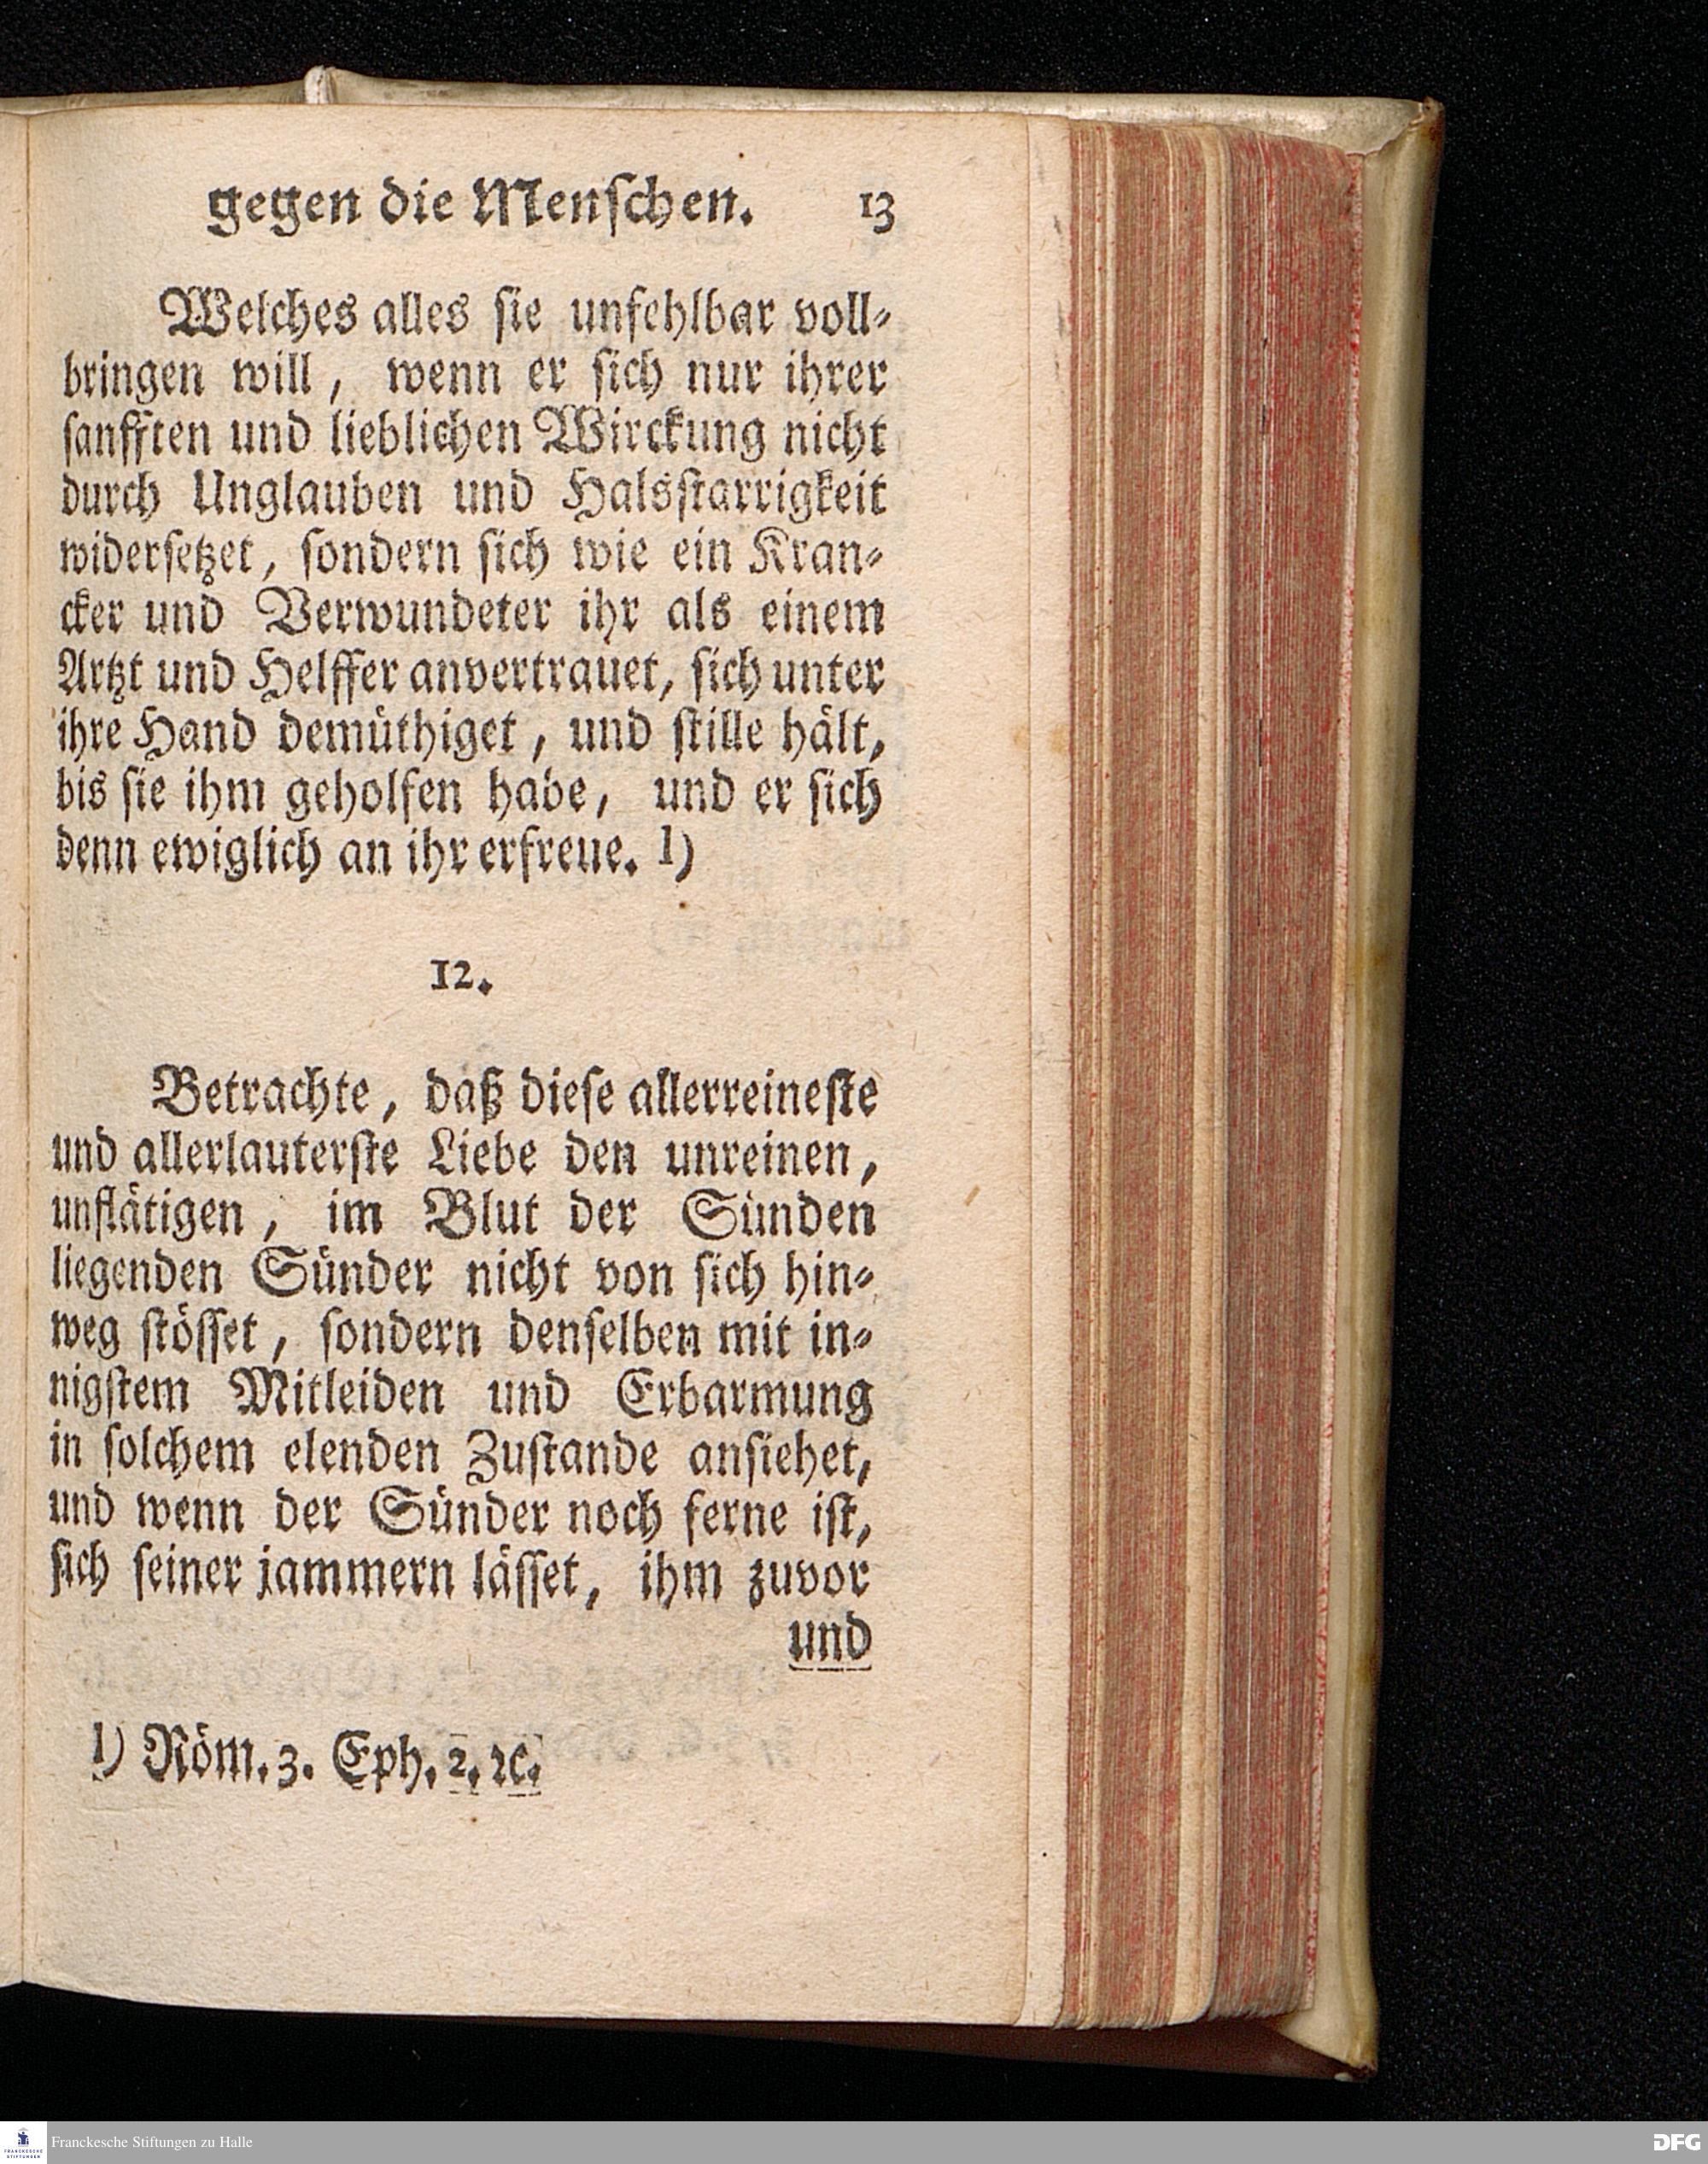 gegen die Menſchen. 13
Welches alles ſie unfehlbar voll⸗
bringen will, wenn er ſich nur ihrer
ſanfften und lieblichen Wirckung nicht
durch Unglauben und Halsſtarrigkeit
widerſetzet, ſondern ſich wie ein Kran⸗
cker und Verwundeter ihr als einem
Artzt und Helffer anvertrauet, ſich unter
ihre Hand demüthiget, und ſtille hält,
bis ſie ihm geholfen habe, und er ſich
denn ewiglich an ihr erfreue. l)
12.
Betrachte, daß dieſe allerreineſte
und allerlauterſte Liebe den unreinen,
unflätigen, im Blut der Sünden
liegenden Sünder nicht von ſich hin⸗
weg ſtöſſet, ſondern denſelben mit in⸗
nigſtem Mitleiden und Erbarmung
in ſolchem elenden Zuſtande anſiehet,
und wenn der Sünder noch ferne iſt,
ſich ſeiner jammern läſſet, ihm zuvor
und
l) Röm. 3. Eph. 2. ꝛc.
FRANCKESCHE
STIFTUNGEN
Franckesche Stiftungen zu Halle
DFG